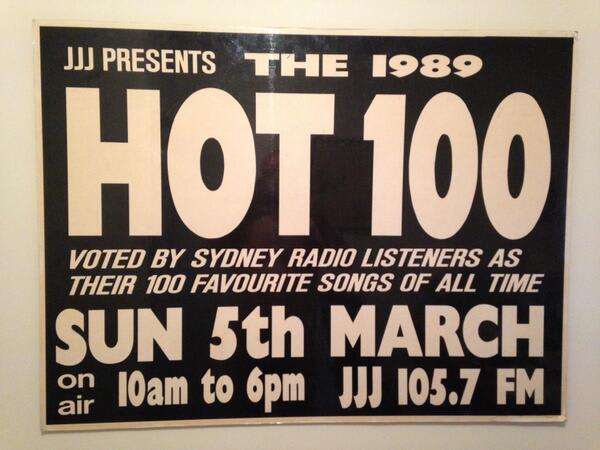 JJJ PRESENTS THE 1989
HOT 100
VOTED BY SYDNEY RADIO LISTENERS AS
THEIR 100 FAVOURITE SONGS OF ALL TIME
SUN 5th MARCH
on air 10am to 6pm JJJ 105.7 FM